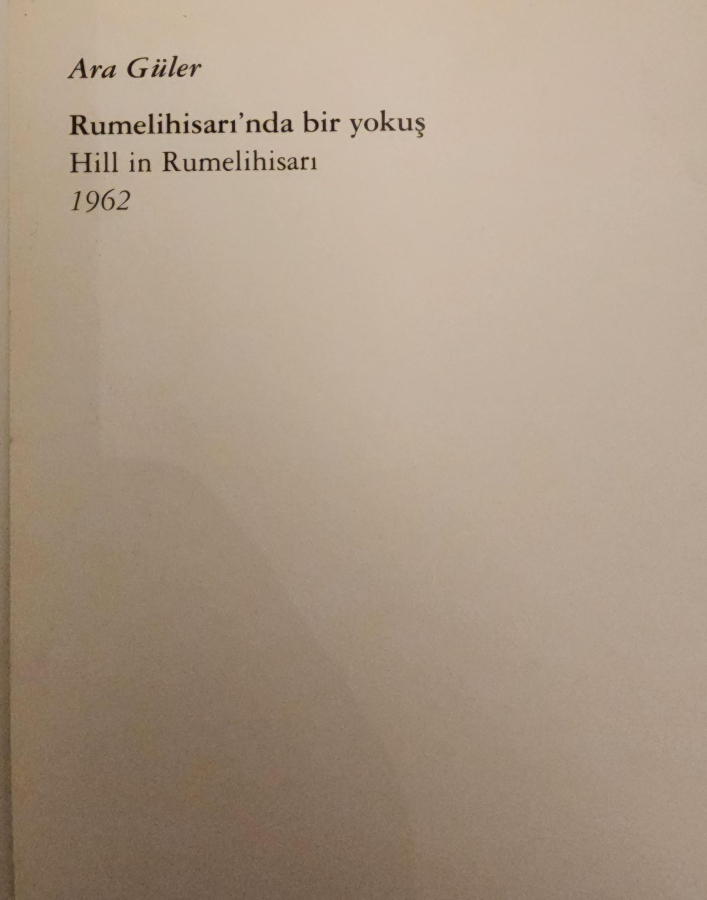 Ara Güler
Rumelihisarı'nda bir yokuş
Hill in Rumelihisarı
1962